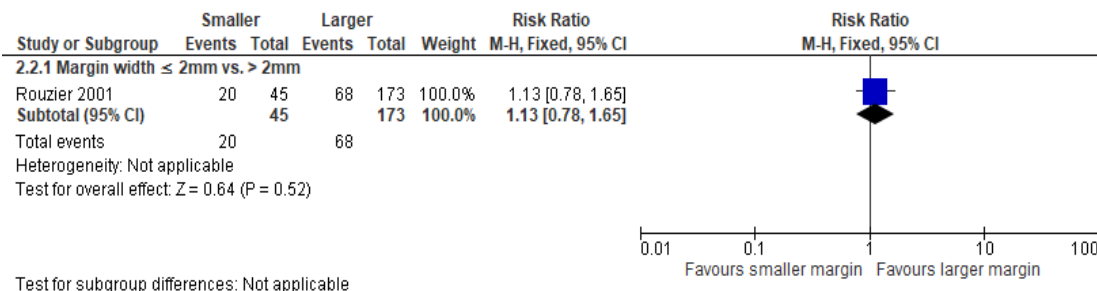 Smaller Larger Risk Ratio Risk Ratio
Study or Subgroup Events Total Events Total Weight M-H, Fixed, 95% CI M-H, Fixed, 95% CI
2.2.1 Margin width ≤ 2mm vs. > 2mm
Rouzier 2001 20 45 68 173 100.0% 1.13 [0.78, 1.65]
Subtotal (95% CI) 45 173 100.0% 1.13 [0.78, 1.65]
Total events 20 68
Heterogeneity: Not applicable
Test for overall effect: Z = 0.64 (P = 0.52)
0.01 0.1 1 10 100
Favours smaller margin Favours larger margin
Test for subgroup differences: Not applicable